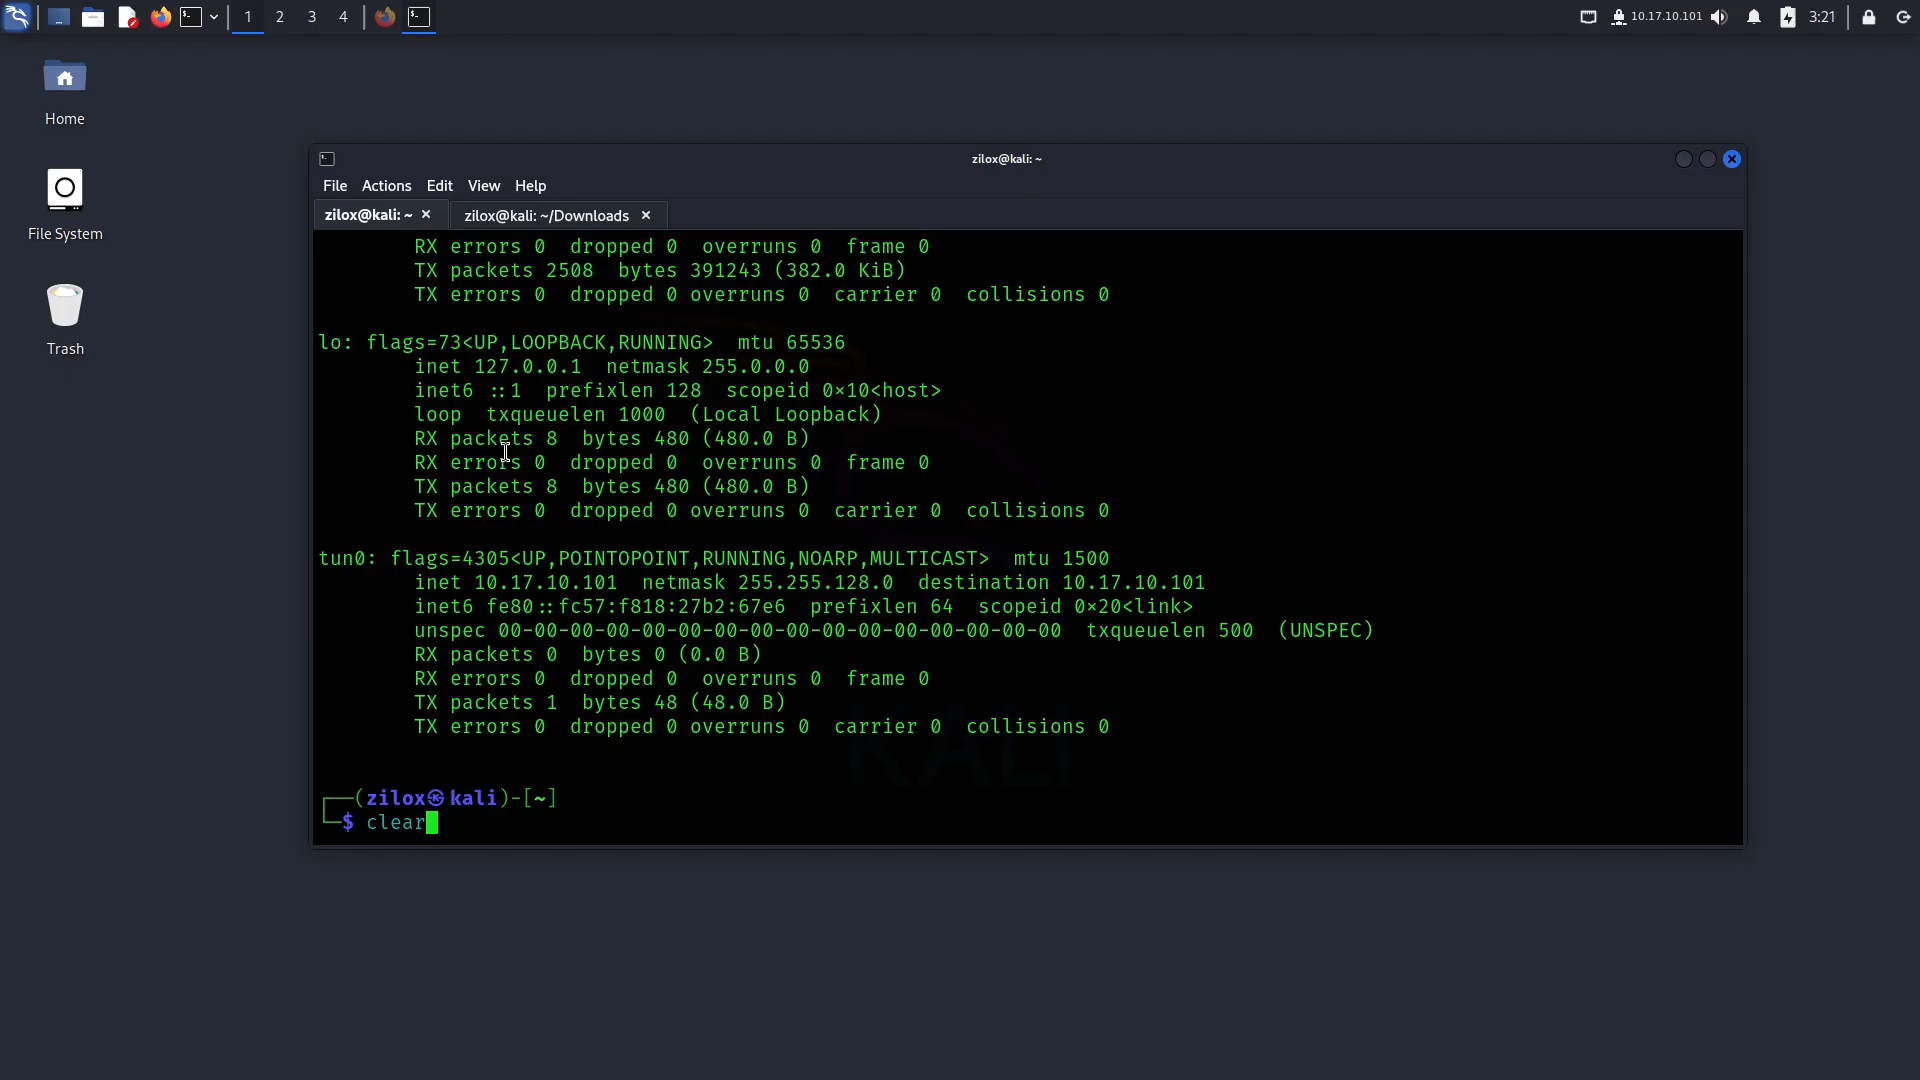 1 2 3 4
10.17.10.101
3:21
Home
File System
Trash
zilox@kali: ~
File Actions Edit View Help
zilox@kali: ~ × zilox@kali: ~/Downloads ×
RX errors 0  dropped 0  overruns 0  frame 0
TX packets 2508  bytes 391243 (382.0 KiB)
TX errors 0  dropped 0 overruns 0  carrier 0  collisions 0
lo: flags=73<UP,LOOPBACK,RUNNING>  mtu 65536
inet 127.0.0.1  netmask 255.0.0.0
inet6 ::1  prefixlen 128  scopeid 0×10<host>
loop  txqueuelen 1000  (Local Loopback)
RX packets 8  bytes 480 (480.0 B)
RX errors 0  dropped 0  overruns 0  frame 0
TX packets 8  bytes 480 (480.0 B)
TX errors 0  dropped 0 overruns 0  carrier 0  collisions 0
tun0: flags=4305<UP,POINTOPOINT,RUNNING,NOARP,MULTICAST>  mtu 1500
inet 10.17.10.101  netmask 255.255.128.0  destination 10.17.10.101
inet6 fe80::fc57:f818:27b2:67e6  prefixlen 64  scopeid 0×20<link>
unspec 00-00-00-00-00-00-00-00-00-00-00-00-00-00-00-00  txqueuelen 500  (UNSPEC)
RX packets 0  bytes 0 (0.0 B)
RX errors 0  dropped 0  overruns 0  frame 0
TX packets 1  bytes 48 (48.0 B)
TX errors 0  dropped 0 overruns 0  carrier 0  collisions 0
KALI
┌──(zilox㉿kali)-[~]
└─$ clear